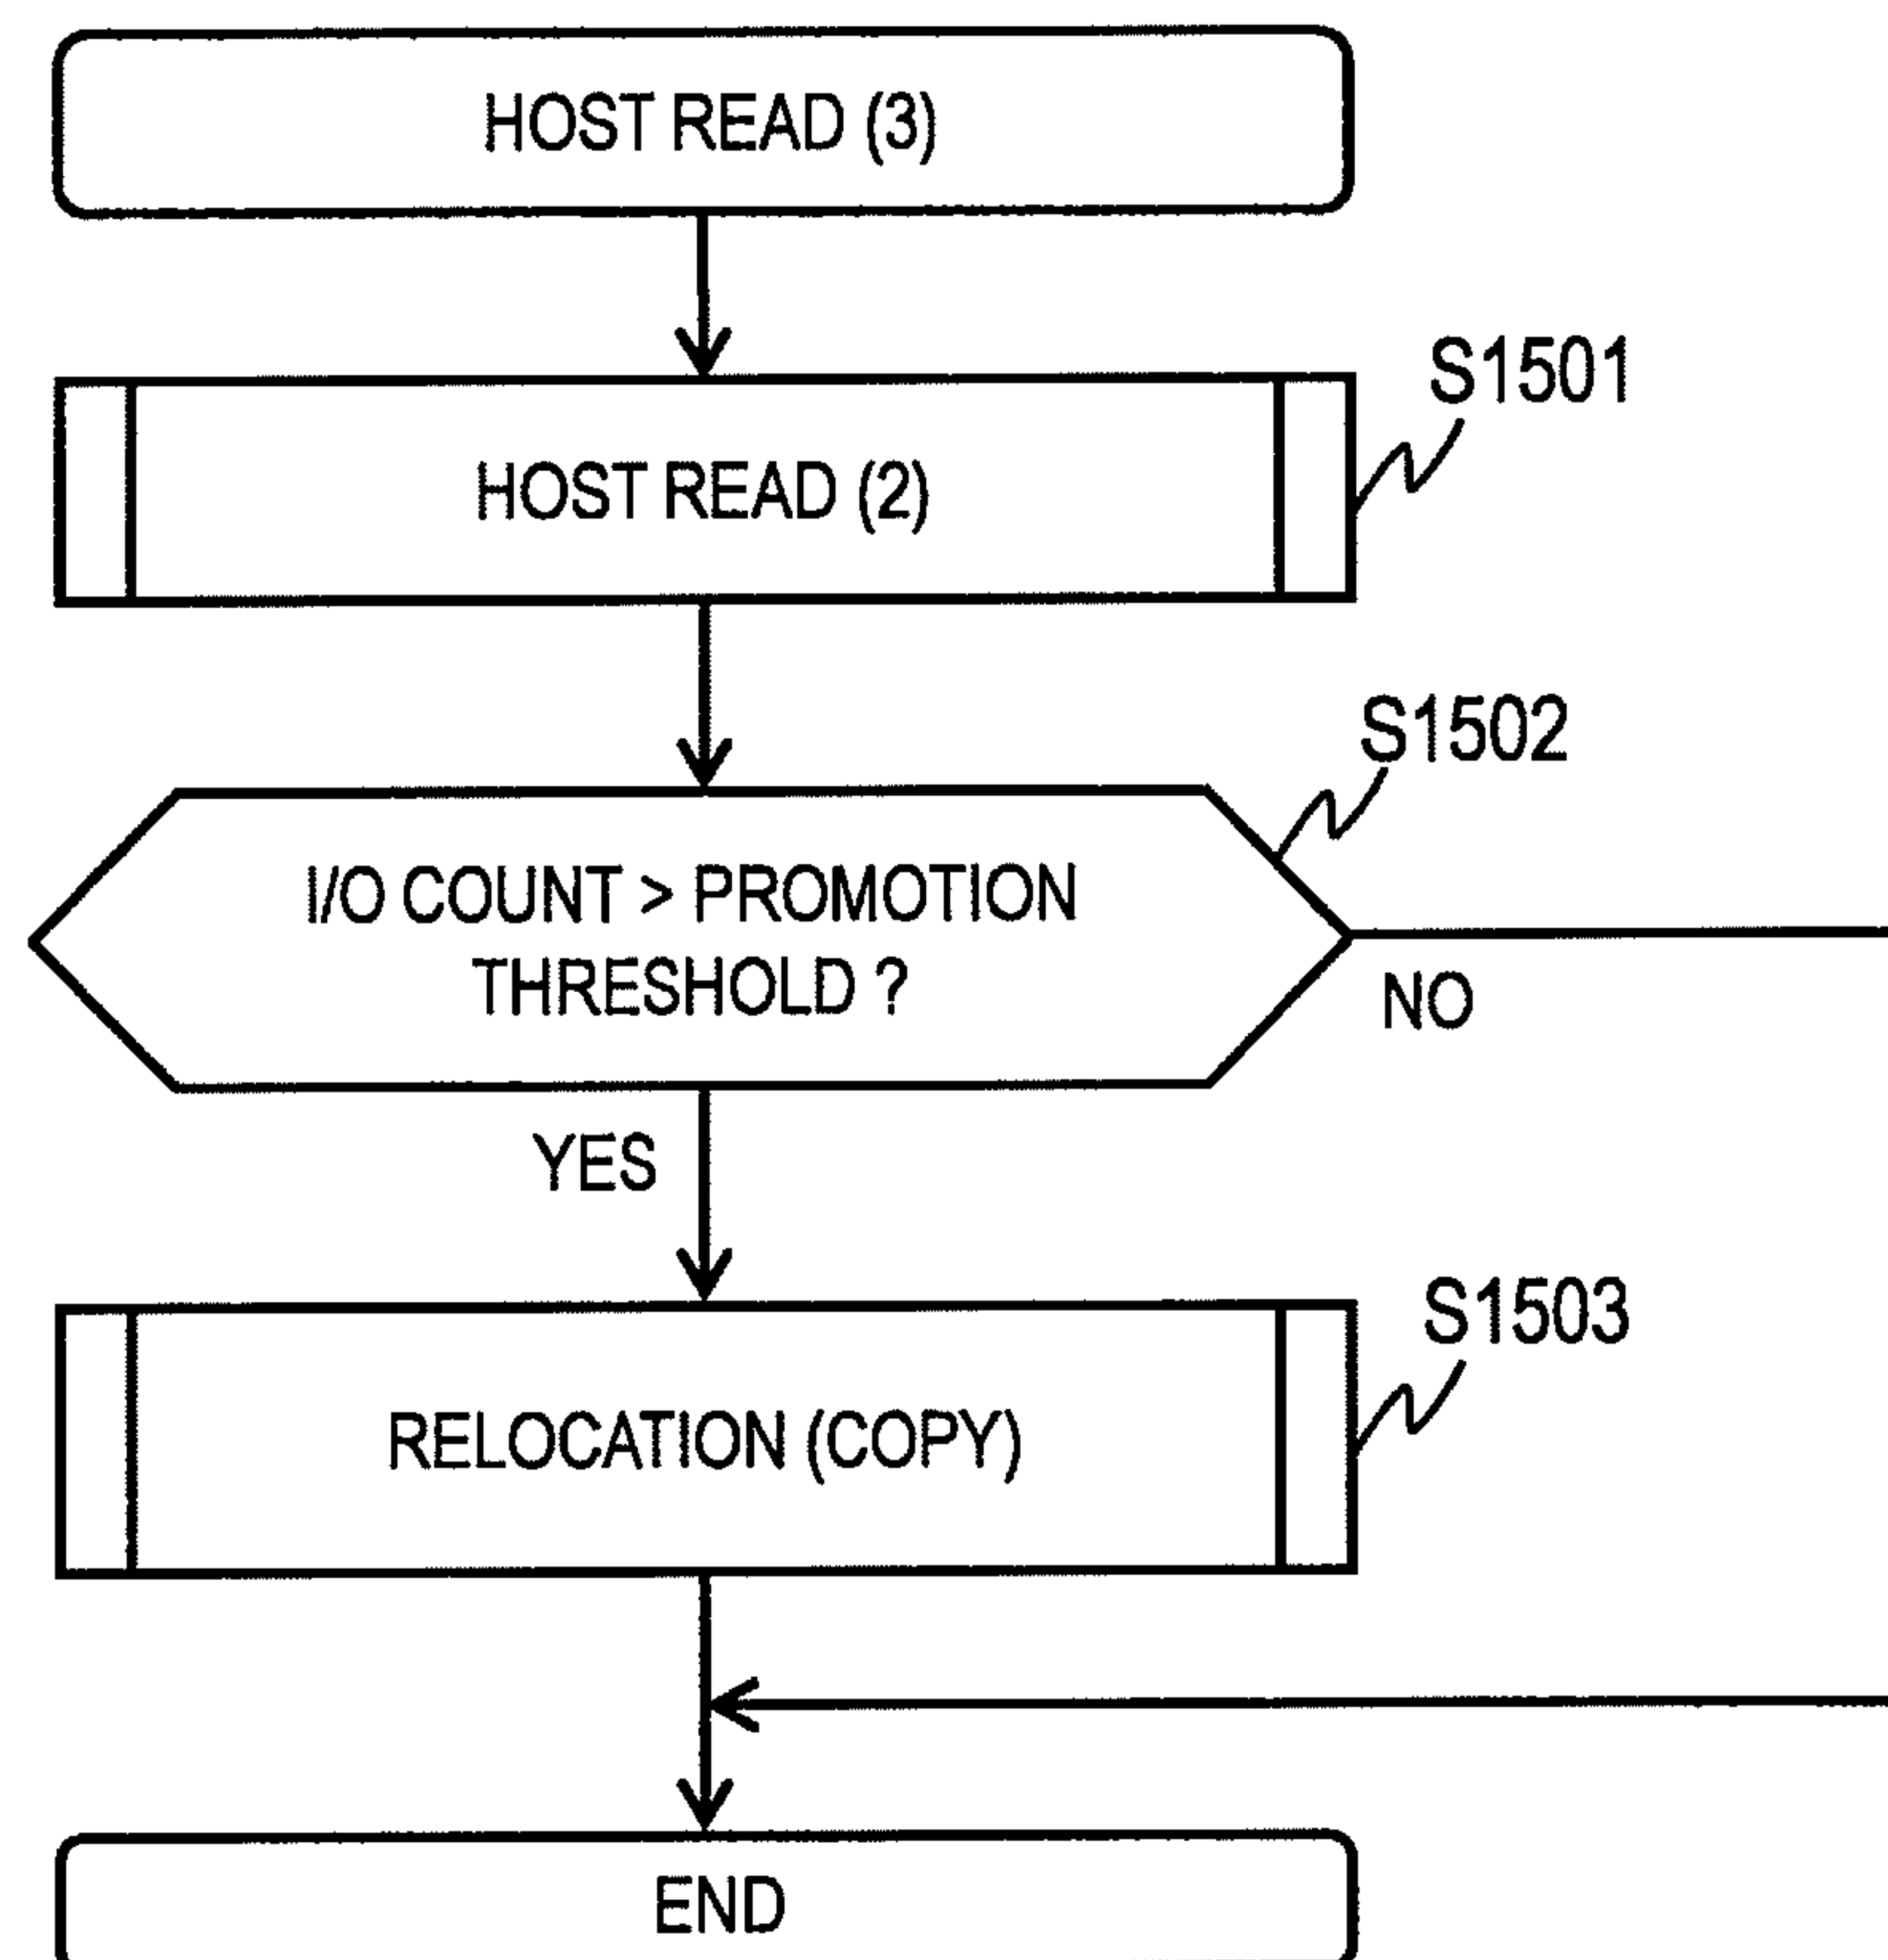 HOST READ (3)
S1501
HOST READ (2)
S1502
I/O COUNT > PROMOTION
THRESHOLD ?
NO
YES
S1503
RELOCATION (COPY)
END